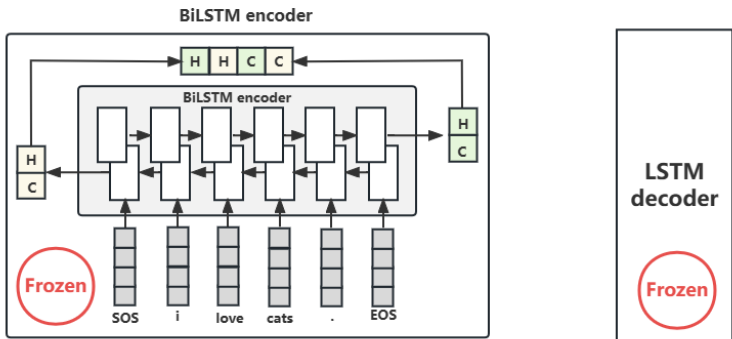 BiLSTM encoder
H H C C
BiLSTM encoder
H
C
H
C
LSTM
decoder
Frozen
Frozen
SOS i love cats . EOS